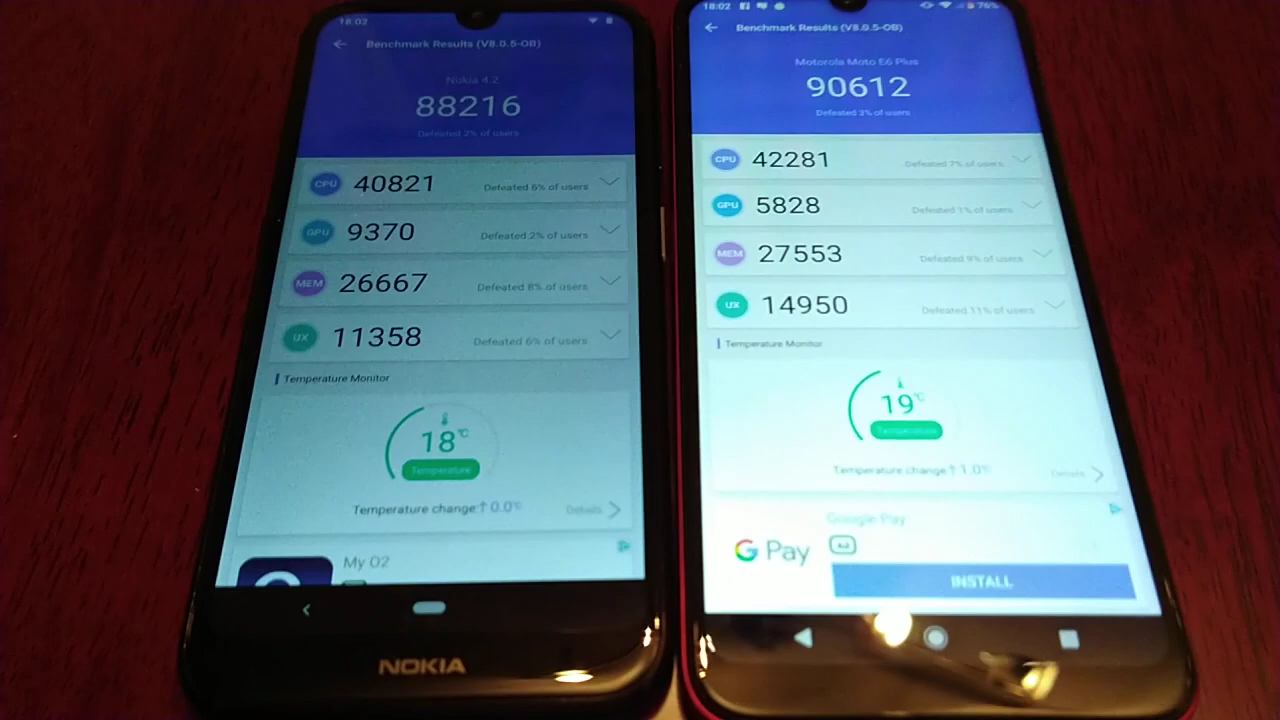 18:02
Benchmark Results (V8.0.5-OB)
Nokia 4.2
88216
Defeated 2% of users
CPU 40821 Defeated 6% of users
GPU 9370 Defeated 2% of users
MEM 26667 Defeated 8% of users
UX 11358 Defeated 6% of users
Temperature Monitor
18°C
Temperature
Temperature change↑ 0.0°C Details
My O2
NOKIA
18:02 76%
Benchmark Results (V8.0.5-OB)
Motorola Moto E6 Plus
90612
Defeated 3% of users
CPU 42281 Defeated 7% of users
GPU 5828 Defeated 1% of users
MEM 27553 Defeated 9% of users
UX 14950 Defeated 11% of users
Temperature Monitor
19°C
Temperature
Temperature change↑ 1.0°C Details
Google Pay
G Pay Ad
INSTALL